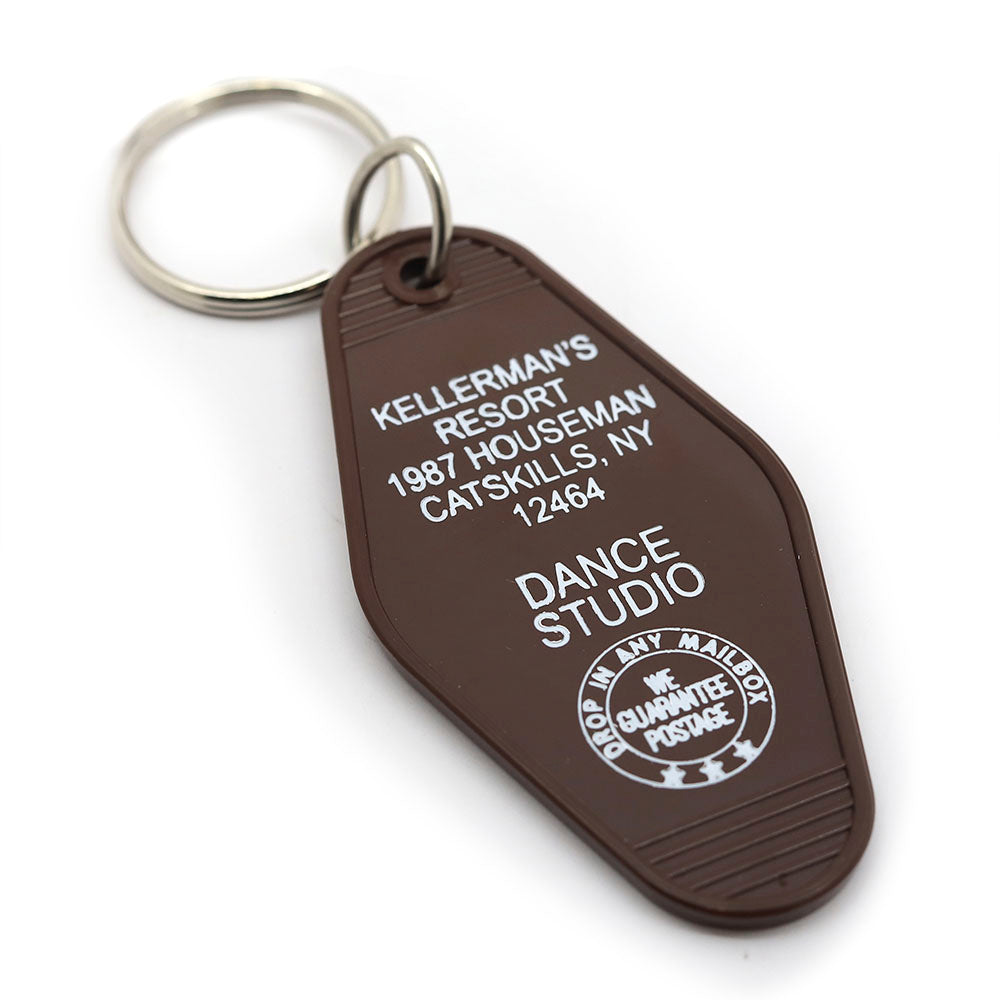 KELLERMAN'S
RESORT
1987 HOUSEMAN
CATSKILLS, NY
12464
DANCE
STUDIO
DROP IN ANY MAILBOX
WE
GUARANTEE
POSTAGE